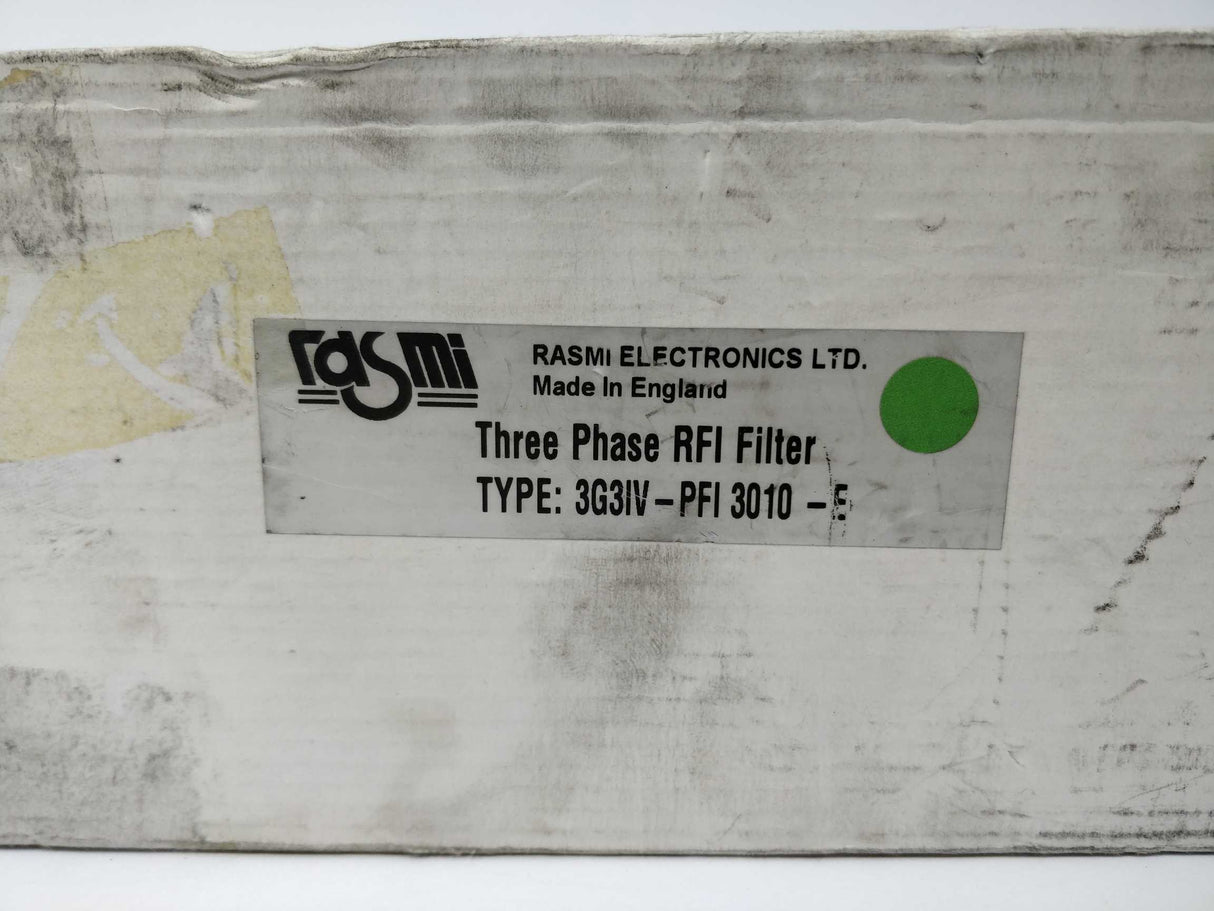 rasmi
RASMI ELECTRONICS LTD.
Made In England
Three Phase RFI Filter
TYPE: 3G3IV-PFI 3010 -E